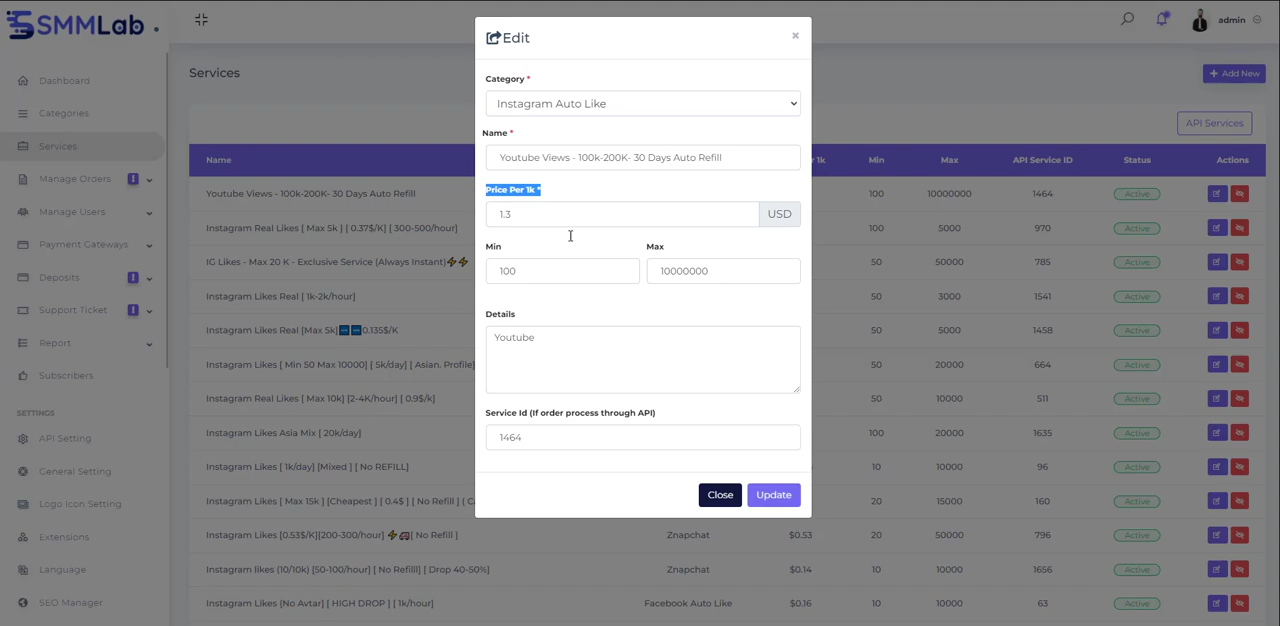 SMMLab
admin
Dashboard
Categories
Services
Manage Orders
Manage Users
Payment Gateways
Deposits
Support Ticket
Report
Subscribers
SETTINGS
API Setting
General Setting
Logo Icon Setting
Extensions
Language
SEO Manager
Services
+ Add New
API Services
Name 1k Min Max API Service ID Status Actions
Youtube Views - 100k-200K- 30 Days Auto Refill 100 10000000 1464 Active
Instagram Real Likes [ Max 5k ] [ 0.37$/K] [ 300-500/hour] 100 5000 970 Active
IG Likes - Max 20 K - Exclusive Service (Always Instant)⚡⚡ 50 50000 785 Active
Instagram Likes Real [ 1k-2k/hour] 50 3000 1541 Active
Instagram Likes Real [Max 5k] 0.135$/K 50 5000 1458 Active
Instagram Likes [ Min 50 Max 10000] [ 5k/day] [ Asian. Profile] 50 20000 664 Active
Instagram Real Likes [ Max 10k] [2-4K/hour] [ 0.9$/k] 50 10000 511 Active
Instagram Likes Asia Mix [ 20k/day] 100 20000 1635 Active
Instagram Likes [ 1k/day] [Mixed ] [ No REFILL] 10 10000 96 Active
Instagram Likes [ Max 15k ] [Cheapest ] [ 0.4$ ] [ No Refill ] [ 20 15000 160 Active
Instagram Likes [0.53$/K][200-300/hour] ⚡🚒[ No Refill ] Znapchat $0.53 20 50000 796 Active
Instagram likes (10/10k) [50-100/hour] [ No Refilll] [ Drop 40-50%] Znapchat $0.14 10 10000 1656 Active
Instagram Likes [No Avtar] [ HIGH DROP ] [ 1k/hour] Facebook Auto Like $0.16 10 10000 63 Active
Edit ×
Category *
Instagram Auto Like
Name *
Youtube Views - 100k-200K- 30 Days Auto Refill
Price Per 1k *
1.3 USD
Min Max
100 10000000
Details
Youtube
Service Id (If order process through API)
1464
Close Update